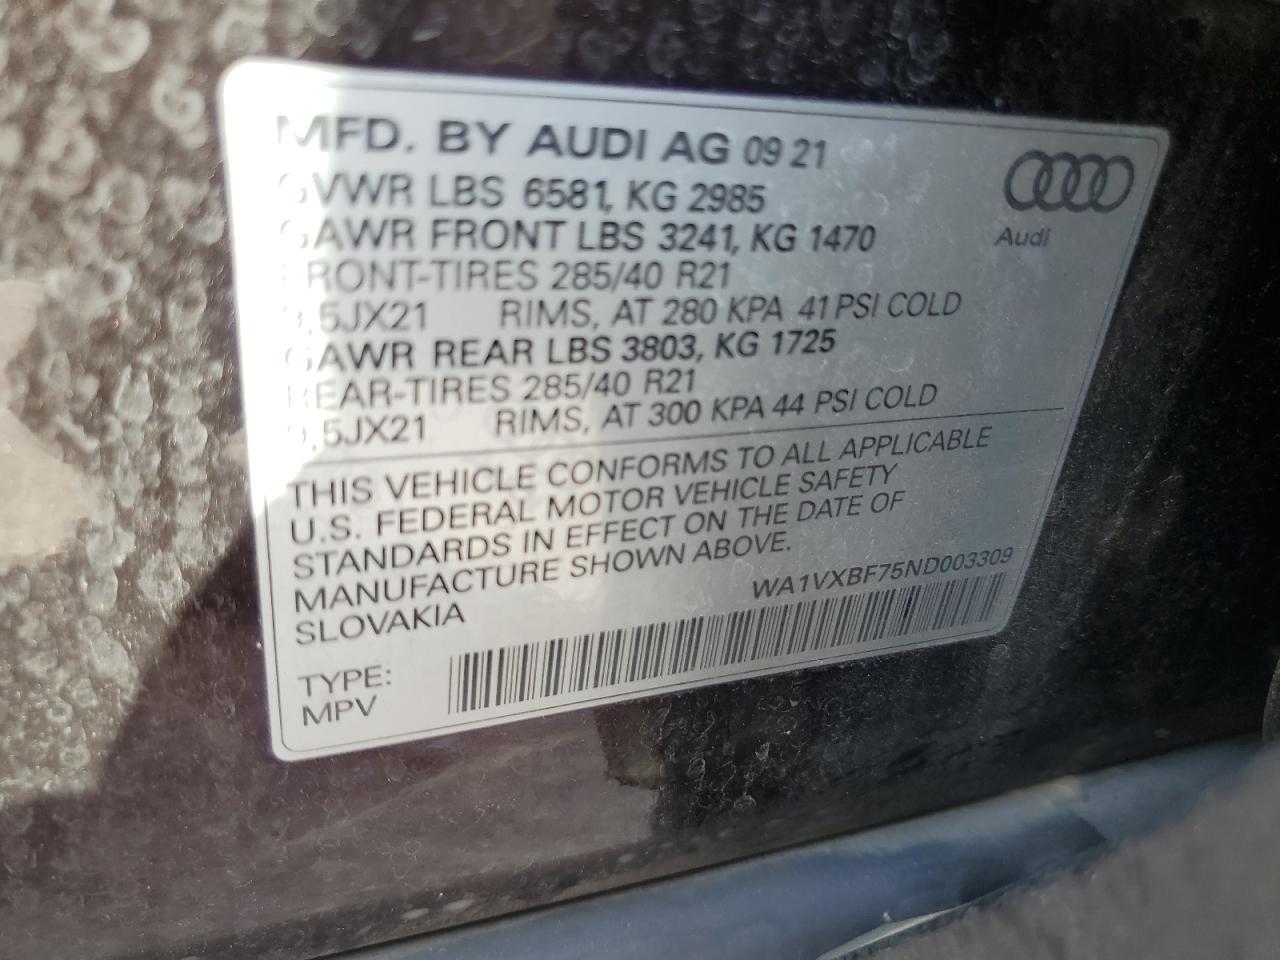 MFD. BY AUDI AG 09 21
GVWR LBS 6581, KG 2985
GAWR FRONT LBS 3241, KG 1470
FRONT-TIRES 285/40 R21
,5JX21 RIMS, AT 280 KPA 41 PSI COLD
GAWR REAR LBS 3803, KG 1725
REAR-TIRES 285/40 R21
,5JX21 RIMS, AT 300 KPA 44 PSI COLD
THIS VEHICLE CONFORMS TO ALL APPLICABLE
U.S. FEDERAL MOTOR VEHICLE SAFETY
STANDARDS IN EFFECT ON THE DATE OF
MANUFACTURE SHOWN ABOVE.
SLOVAKIA
WA1VXBF75ND003309
TYPE:
MPV
Audi